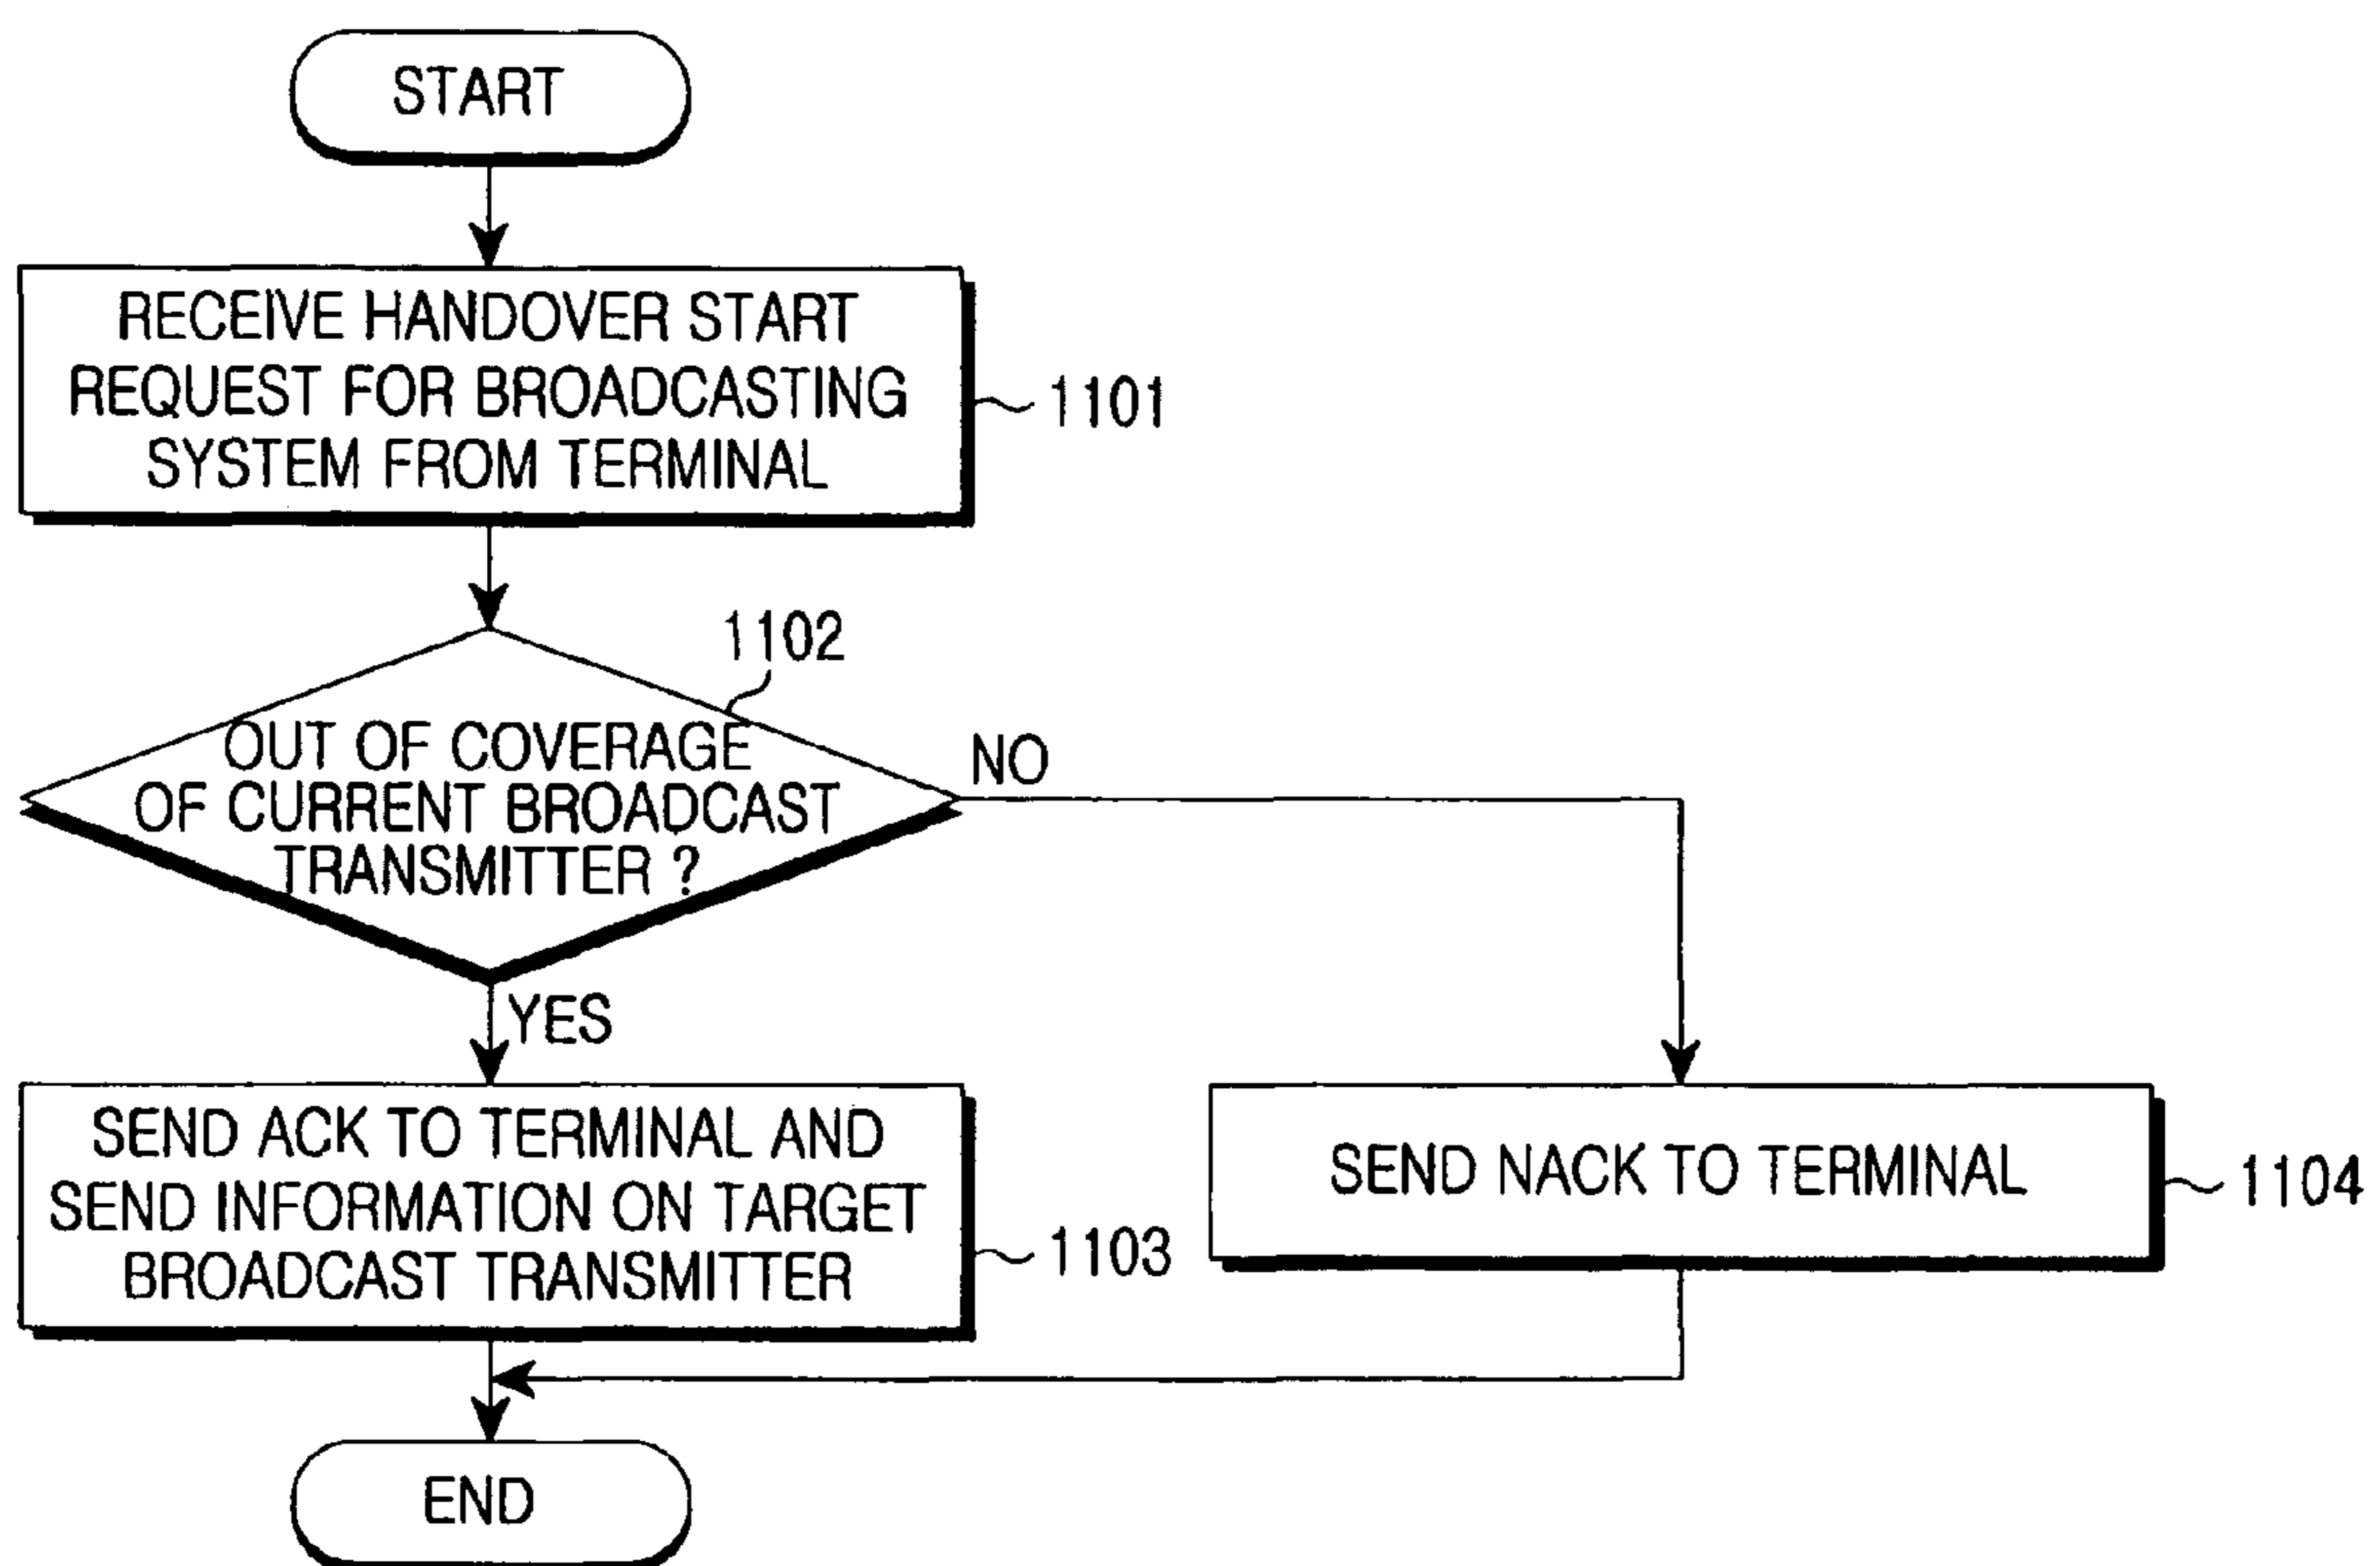 START
RECEIVE HANDOVER START
REQUEST FOR BROADCASTING
SYSTEM FROM TERMINAL
1101
1102
OUT OF COVERAGE
OF CURRENT BROADCAST
TRANSMITTER ?
NO
YES
SEND ACK TO TERMINAL AND
SEND INFORMATION ON TARGET
BROADCAST TRANSMITTER
1103
SEND NACK TO TERMINAL
1104
END